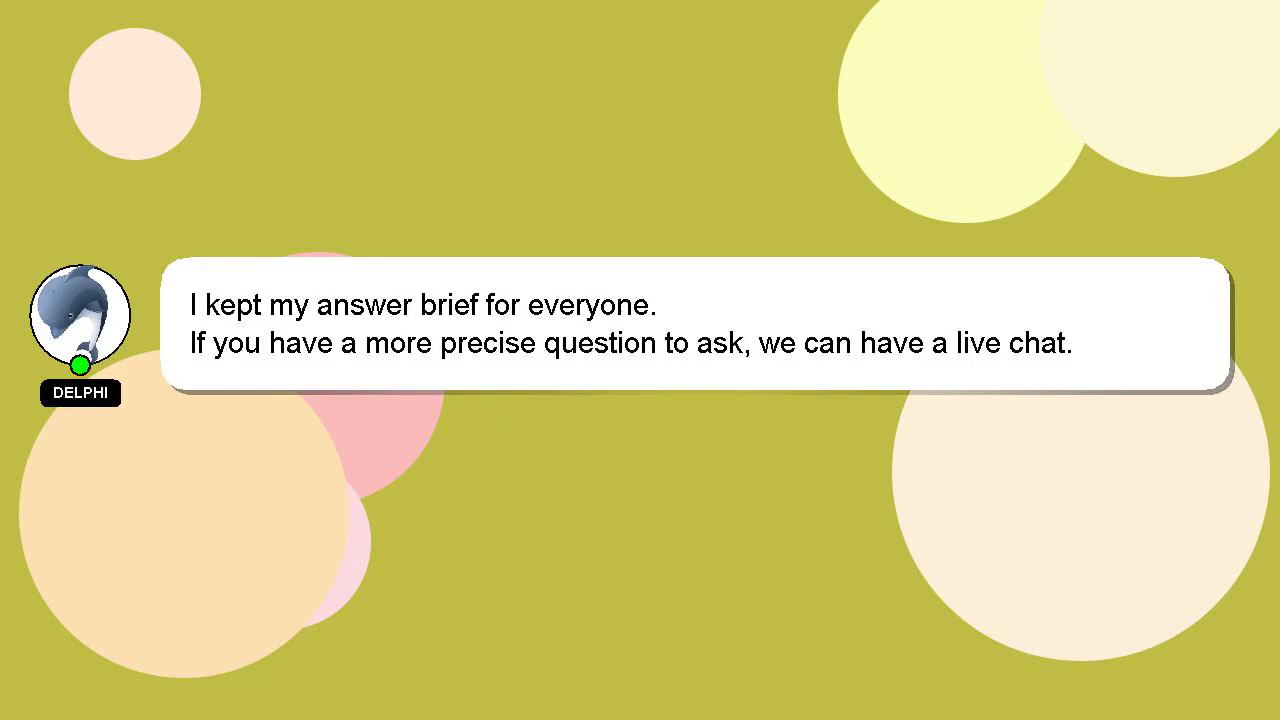 I kept my answer brief for everyone.
If you have a more precise question to ask, we can have a live chat.
DELPHI